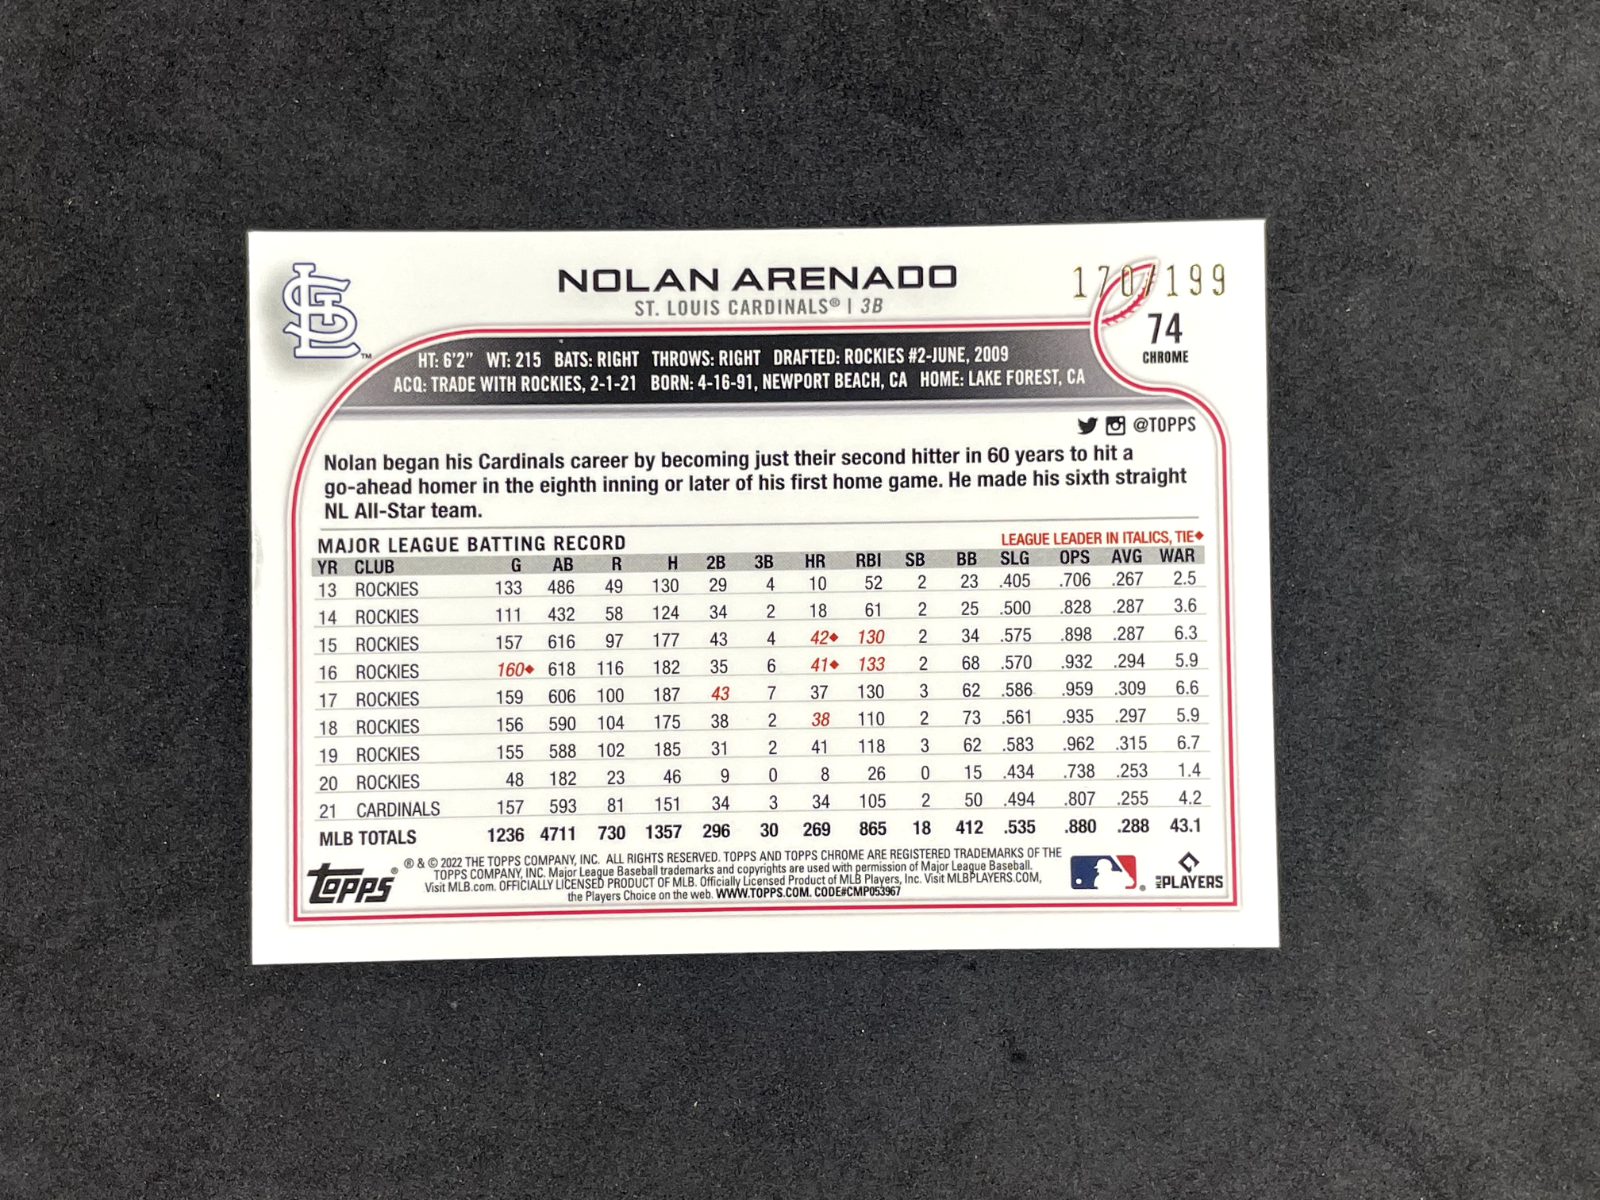 NOLAN ARENADO
170/199
ST. LOUIS CARDINALS® | 3B
74
CHROME
HT: 6'2" WT: 215 BATS: RIGHT THROWS: RIGHT DRAFTED: ROCKIES #2-JUNE, 2009
ACQ: TRADE WITH ROCKIES, 2-1-21 BORN: 4-16-91, NEWPORT BEACH, CA HOME: LAKE FOREST, CA
STL™
@TOPPS
Nolan began his Cardinals career by becoming just their second hitter in 60 years to hit a
go-ahead homer in the eighth inning or later of his first home game. He made his sixth straight
NL All-Star team.
MAJOR LEAGUE BATTING RECORD LEAGUE LEADER IN ITALICS, TIE♦
YR CLUB G AB R H 2B 3B HR RBI SB BB SLG OPS AVG WAR
13 ROCKIES 133 486 49 130 29 4 10 52 2 23 .405 .706 .267 2.5
14 ROCKIES 111 432 58 124 34 2 18 61 2 25 .500 .828 .287 3.6
15 ROCKIES 157 616 97 177 43 4 42♦ 130 2 34 .575 .898 .287 6.3
16 ROCKIES 160♦ 618 116 182 35 6 41♦ 133 2 68 .570 .932 .294 5.9
17 ROCKIES 159 606 100 187 43 7 37 130 3 62 .586 .959 .309 6.6
18 ROCKIES 156 590 104 175 38 2 38 110 2 73 .561 .935 .297 5.9
19 ROCKIES 155 588 102 185 31 2 41 118 3 62 .583 .962 .315 6.7
20 ROCKIES 48 182 23 46 9 0 8 26 0 15 .434 .738 .253 1.4
21 CARDINALS 157 593 81 151 34 3 34 105 2 50 .494 .807 .255 4.2
MLB TOTALS 1236 4711 730 1357 296 30 269 865 18 412 .535 .880 .288 43.1
Topps®
® & © 2022 THE TOPPS COMPANY, INC. ALL RIGHTS RESERVED. TOPPS AND TOPPS CHROME ARE REGISTERED TRADEMARKS OF THE
TOPPS COMPANY, INC. Major League Baseball trademarks and copyrights are used with permission of Major League Baseball.
Visit MLB.com. OFFICIALLY LICENSED PRODUCT OF MLB. Officially Licensed Product of MLB Players, Inc. Visit MLBPLAYERS.COM,
the Players Choice on the web. WWW.TOPPS.COM. CODE#CMP053967
MLB PLAYERS